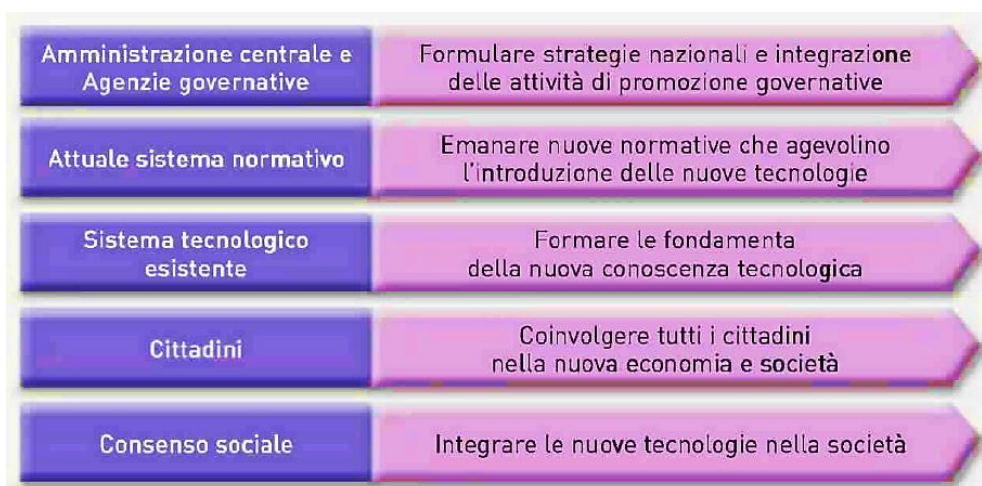 Amministrazione centrale e
Agenzie governative
Formulare strategie nazionali e integrazione
delle attività di promozione governative
Attuale sistema normativo
Emanare nuove normative che agevolino
l'introduzione delle nuove tecnologie
Sistema tecnologico
esistente
Formare le fondamenta
della nuova conoscenza tecnologica
Cittadini
Coinvolgere tutti i cittadini
nella nuova economia e società
Consenso sociale
Integrare le nuove tecnologie nella società